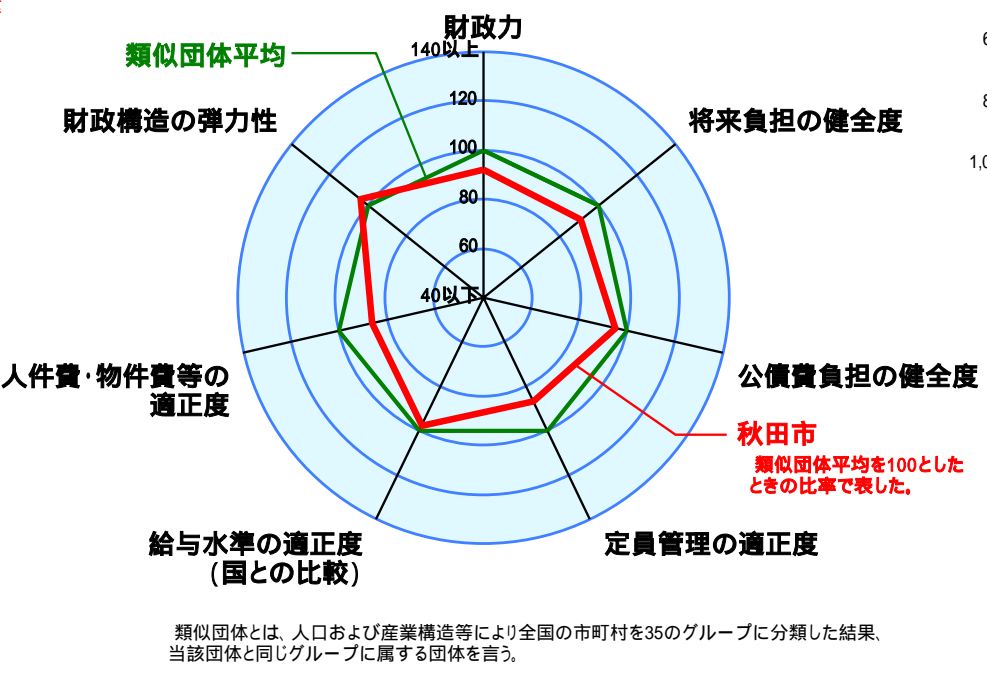 財政力
140以上
類似団体平均
財政構造の弾力性
将来負担の健全度
120
100
80
60
40以下
人件費・物件費等の
適正度
公債費負担の健全度
秋田市
類似団体平均を100とした
ときの比率で表した。
給与水準の適正度
(国との比較)
定員管理の適正度
類似団体とは、人口および産業構造等により全国の市町村を35のグループに分類した結果、
当該団体と同じグループに属する団体を言う。